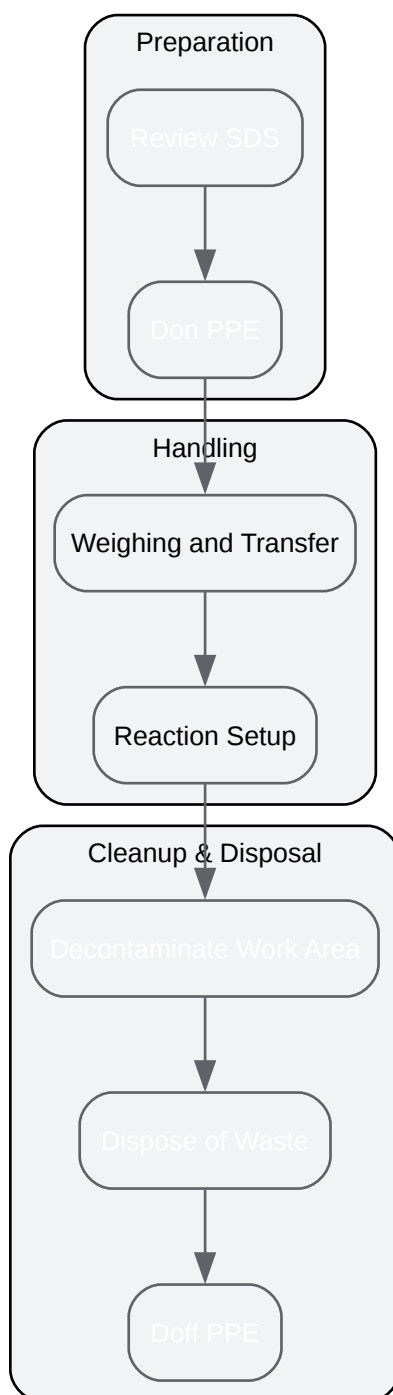 Preparation
Review SDS
Don PPE
Handling
Weighing and Transfer
Reaction Setup
Cleanup & Disposal
Decontaminate Work Area
Dispose of Waste
Doff PPE